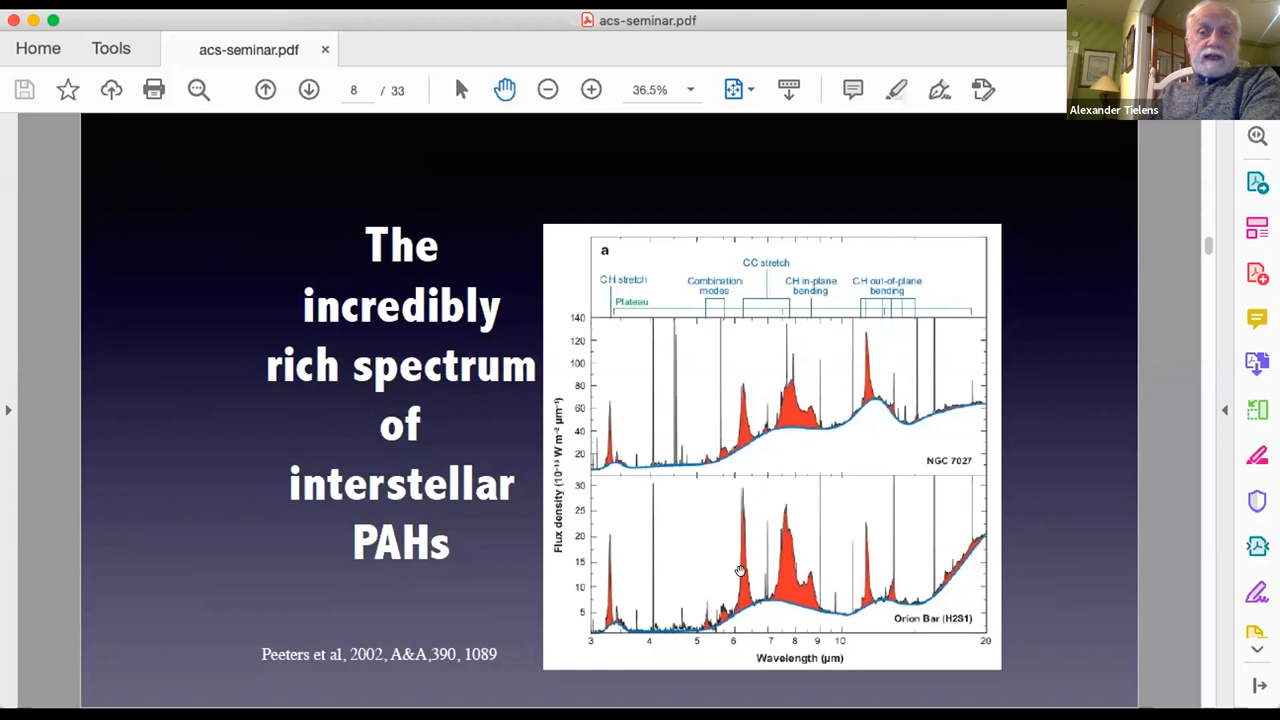 acs-seminar.pdf
Home
Tools
acs-seminar.pdf
8 / 33
36.5%
Alexander Tielens
The
incredibly
rich spectrum
of
interstellar
PAHs
Peeters et al, 2002, A&A,390, 1089
a
CC stretch
CH stretch
Combination
modes
CH in-plane
bending
CH out-of-plane
bending
Plateau
140
120
100
80
60
40
20
NGC 7027
Flux density (10⁻¹³ W m⁻² μm⁻¹)
30
25
20
15
10
5
Orion Bar (H2S1)
3 4 5 6 7 8 9 10 20
Wavelength (μm)